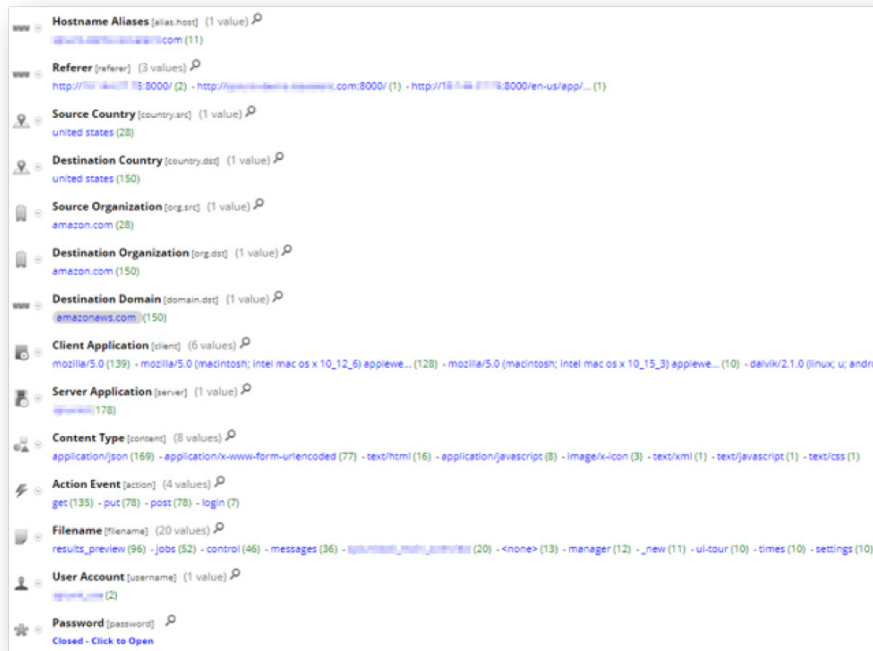 Hostname Aliases [alias.host] (1 value)
com (11)
Referer [referer] (3 values)
http:// 5:8000/ (2) - http:// .com:8000/ (1) - http://1 :8000/en-us/app/... (1)
Source Country [country.src] (1 value)
united states (28)
Destination Country [country.dst] (1 value)
united states (150)
Source Organization [org.src] (1 value)
amazon.com (28)
Destination Organization [org.dst] (1 value)
amazon.com (150)
Destination Domain [domain.dst] (1 value)
amazonaws.com (150)
Client Application [client] (6 values)
mozilla/5.0 (139) - mozilla/5.0 (macintosh; intel mac os x 10_12_6) applewe... (128) - mozilla/5.0 (macintosh; intel mac os x 10_15_3) applewe... (10) - dalvik/2.1.0 (linux; u; andr
Server Application [server] (1 value)
(178)
Content Type [content] (8 values)
application/json (169) - application/x-www-form-urlencoded (77) - text/html (16) - application/javascript (8) - image/x-icon (3) - text/xml (1) - text/javascript (1) - text/css (1)
Action Event [action] (4 values)
get (135) - put (78) - post (78) - login (7)
Filename [filename] (20 values)
results_preview (96) - jobs (52) - control (46) - messages (36) - (20) - <none> (13) - manager (12) - _new (11) - ui-tour (10) - times (10) - settings (10)
User Account [username] (1 value)
(2)
Password [password]
Closed - Click to Open